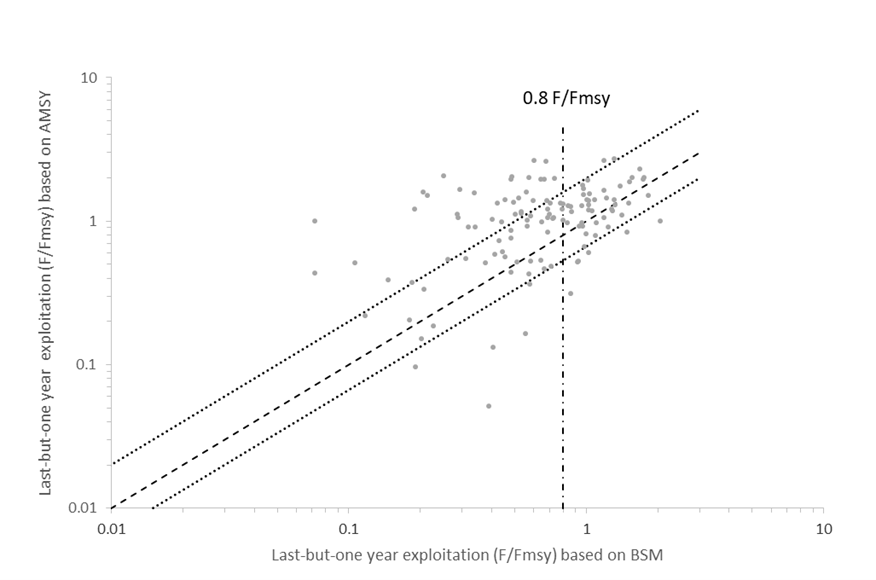 10
0.8 F/Fmsy
1
0.1
0.01
0.01
0.1
1
10
Last-but-one year  exploitation (F/Fmsy) based on AMSY
Last-but-one year exploitation (F/Fmsy) based on BSM